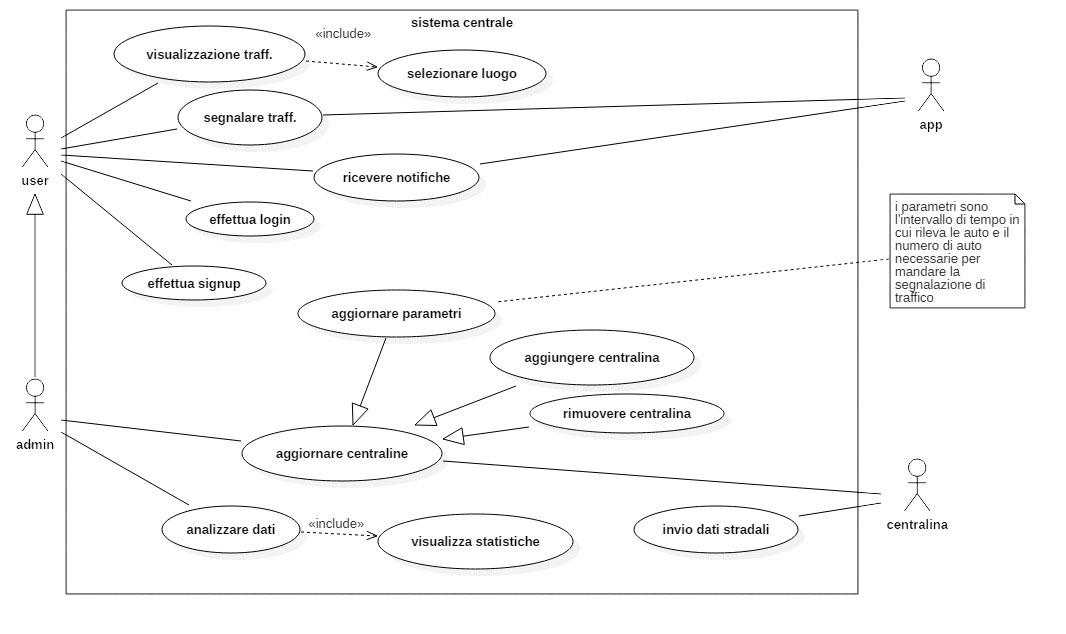 sistema centrale
«include»
visualizzazione traff.
selezionare luogo
segnalare traff.
app
user
ricevere notifiche
effettua login
i parametri sono
l'intervallo di tempo in
cui rileva le auto e il
numero di auto
necessarie per
mandare la
segnalazione di
traffico
effettua signup
aggiornare parametri
aggiungere centralina
rimuovere centralina
admin
aggiornare centraline
«include»
analizzare dati
visualizza statistiche
invio dati stradali
centralina